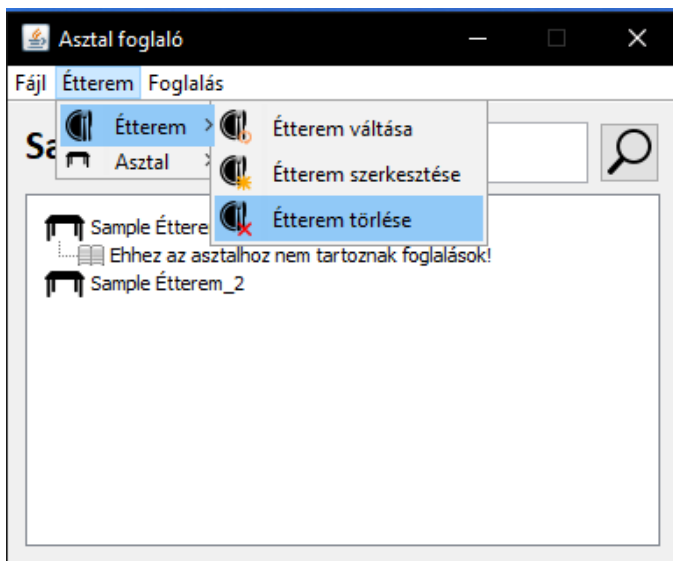 Asztal foglaló
Fájl Étterem Foglalás
Étterem
Asztal
Étterem váltása
Étterem szerkesztése
Étterem törlése
Sample Éttere
Ehhez az asztalhoz nem tartoznak foglalások!
Sample Étterem_2